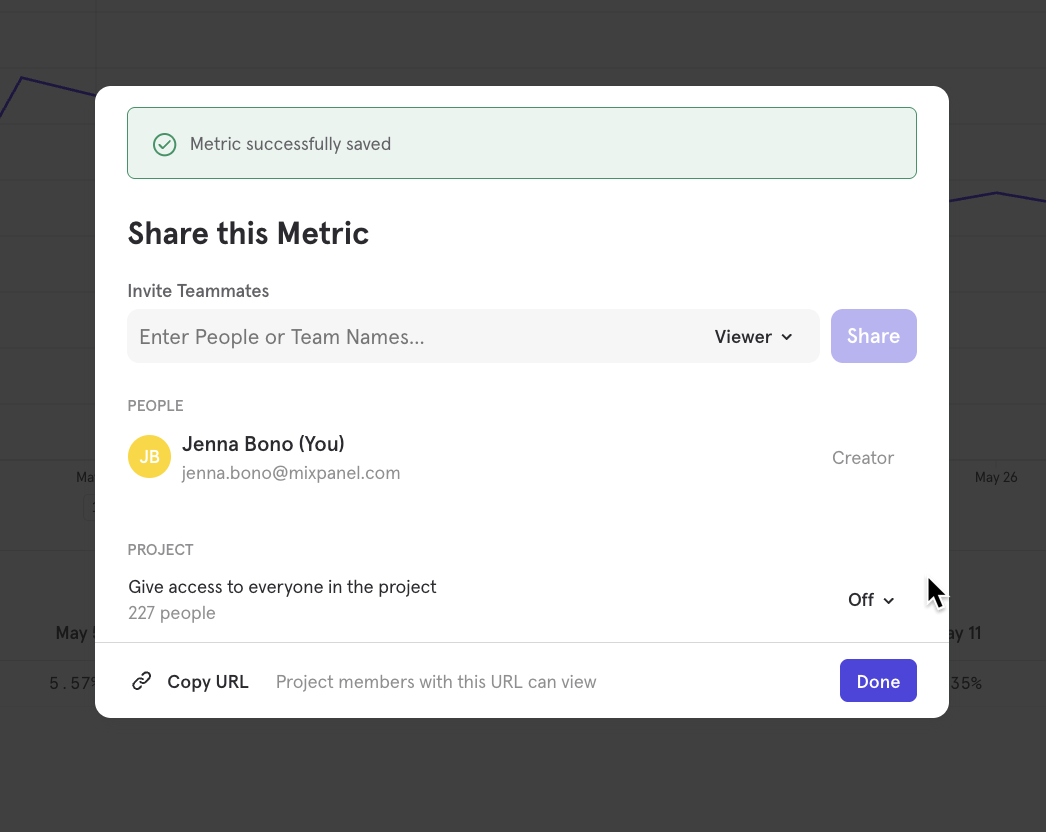 Metric successfully saved
Share this Metric
Invite Teammates
Enter People or Team Names...
Viewer
Share
PEOPLE
JB
Jenna Bono (You)
jenna.bono@mixpanel.com
Creator
May 26
PROJECT
Give access to everyone in the project
227 people
Off
May
5.57%
35%
Copy URL
Project members with this URL can view
Done